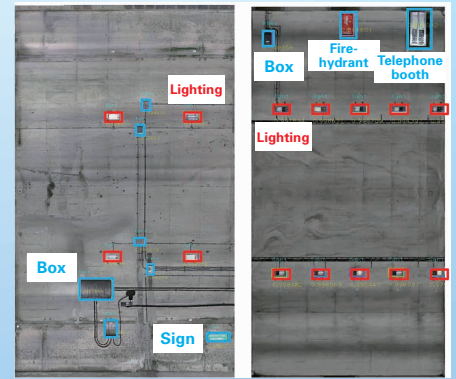 Lighting
Box
Sign
Box
Fire-
hydrant
Telephone
booth
Lighting